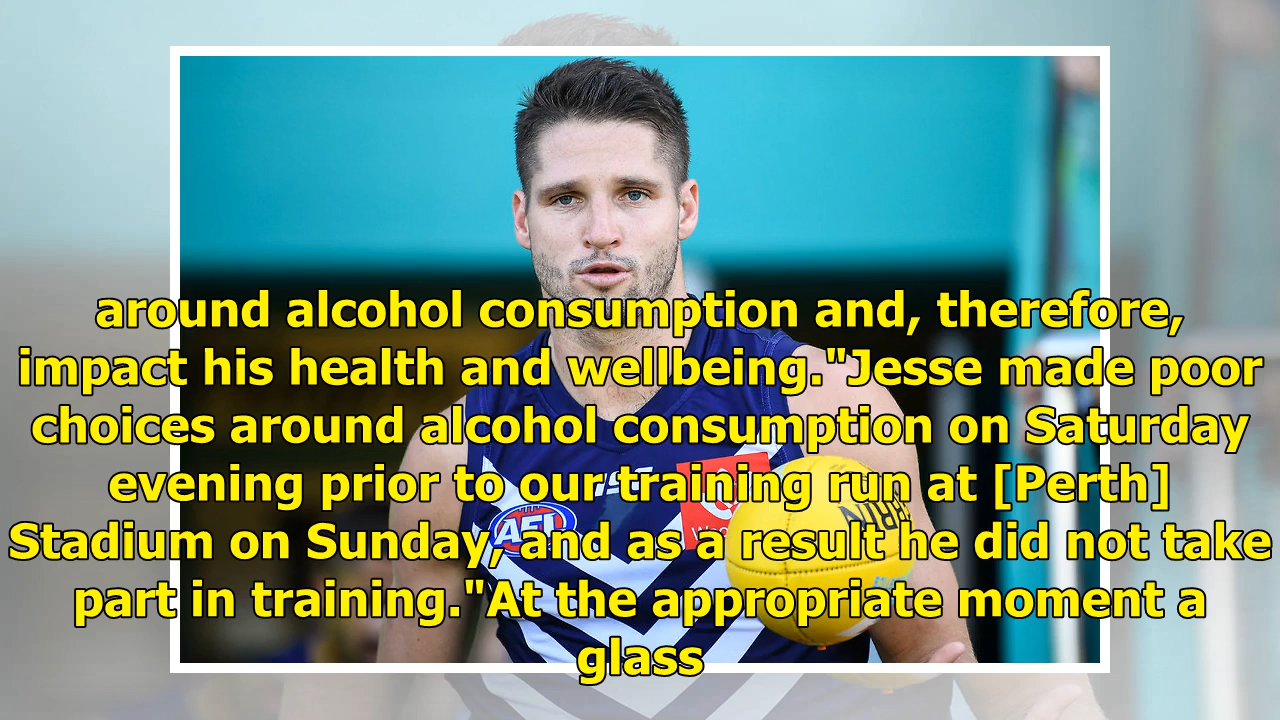 around alcohol consumption and, therefore,
impact his health and wellbeing."Jesse made poor
choices around alcohol consumption on Saturday
evening prior to our training run at [Perth]
Stadium on Sunday, and as a result he did not take
part in training."At the appropriate moment a
glass
AFL